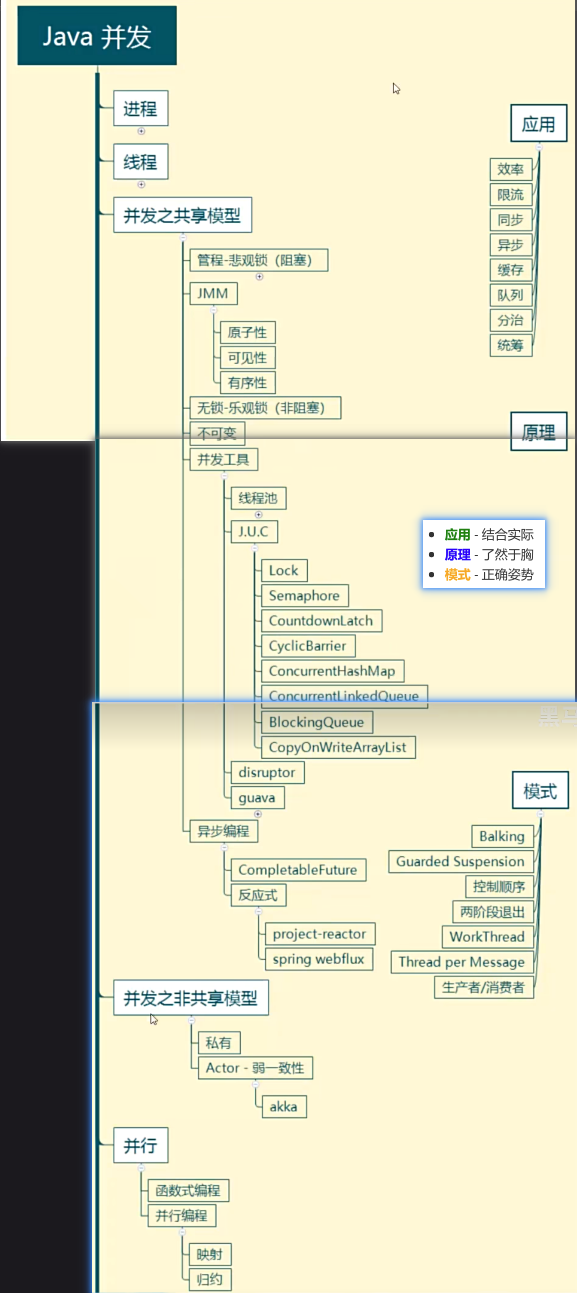 Java 并发
进程
线程
并发之共享模型
管程-悲观锁（阻塞）
JMM
原子性
可见性
有序性
无锁-乐观锁（非阻塞）
不可变
并发工具
线程池
J.U.C
Lock
Semaphore
CountdownLatch
CyclicBarrier
ConcurrentHashMap
ConcurrentLinkedQueue
BlockingQueue
CopyOnWriteArrayList
disruptor
guava
异步编程
CompletableFuture
反应式
project-reactor
spring webflux
并发之非共享模型
私有
Actor - 弱一致性
akka
并行
函数式编程
并行编程
映射
归约
应用
效率
限流
同步
异步
缓存
队列
分治
统筹
原理
应用 - 结合实际
原理 - 了然于胸
模式 - 正确姿势
模式
Balking
Guarded Suspension
控制顺序
两阶段退出
WorkThread
Thread per Message
生产者/消费者